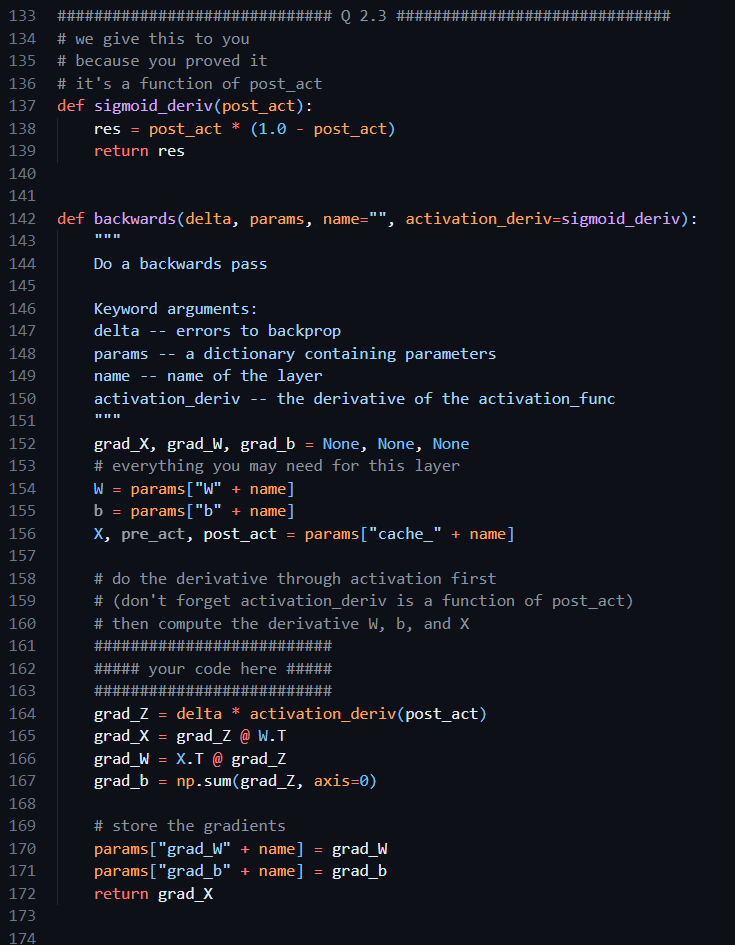 133 ############################## Q 2.3 ##############################
134 # we give this to you
135 # because you proved it
136 # it's a function of post_act
137 def sigmoid_deriv(post_act):
138     res = post_act * (1.0 - post_act)
139     return res
140
141
142 def backwards(delta, params, name="", activation_deriv=sigmoid_deriv):
143     """
144     Do a backwards pass
145
146     Keyword arguments:
147     delta -- errors to backprop
148     params -- a dictionary containing parameters
149     name -- name of the layer
150     activation_deriv -- the derivative of the activation_func
151     """
152     grad_X, grad_W, grad_b = None, None, None
153     # everything you may need for this layer
154     W = params["W" + name]
155     b = params["b" + name]
156     X, pre_act, post_act = params["cache_" + name]
157
158     # do the derivative through activation first
159     # (don't forget activation_deriv is a function of post_act)
160     # then compute the derivative W, b, and X
161     ##########################
162     ##### your code here #####
163     ##########################
164     grad_Z = delta * activation_deriv(post_act)
165     grad_X = grad_Z @ W.T
166     grad_W = X.T @ grad_Z
167     grad_b = np.sum(grad_Z, axis=0)
168
169     # store the gradients
170     params["grad_W" + name] = grad_W
171     params["grad_b" + name] = grad_b
172     return grad_X
173
174